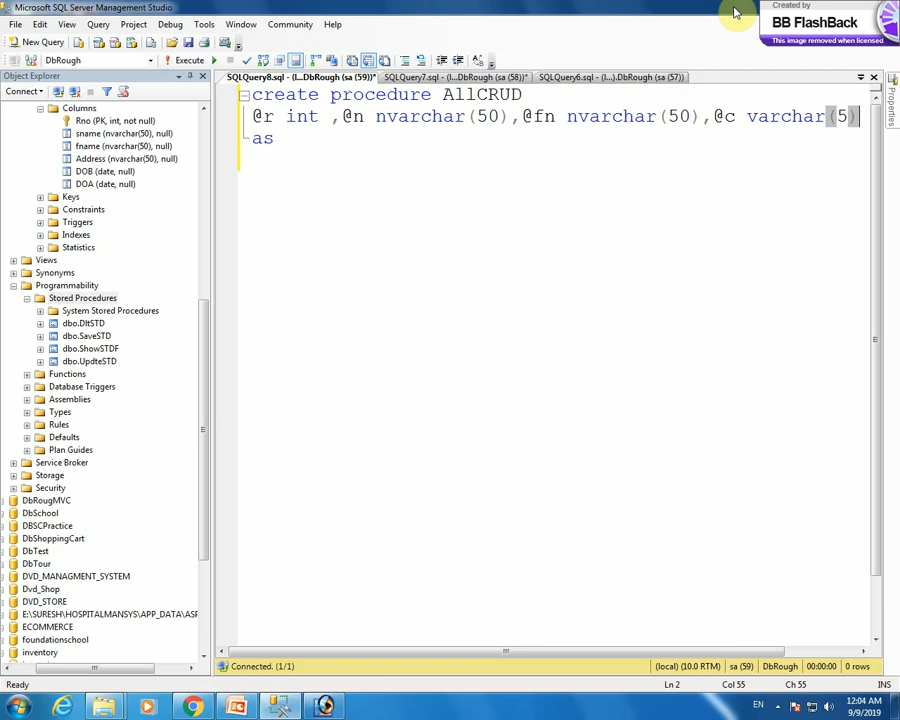 Microsoft SQL Server Management Studio
Created by
BB FlashBack
This image removed when licensed
File Edit View Query Project Debug Tools Window Community Help
New Query
DbRough
Execute
Object Explorer
SQLQuery8.sql - (l...DbRough (sa (59))*
SQLQuery7.sql - (l...DbRough (sa (58))*
SQLQuery6.sql - (l...).DbRough (sa (57))
Connect
Properties
create procedure AllCRUD
@r int ,@n nvarchar(50),@fn nvarchar(50),@c varchar(5)
as
Columns
Rno (PK, int, not null)
sname (nvarchar(50), null)
fname (nvarchar(50), null)
Address (nvarchar(50), null)
DOB (date, null)
DOA (date, null)
Keys
Constraints
Triggers
Indexes
Statistics
Views
Synonyms
Programmability
Stored Procedures
System Stored Procedures
dbo.DltSTD
dbo.SaveSTD
dbo.ShowSTDF
dbo.UpdteSTD
Functions
Database Triggers
Assemblies
Types
Rules
Defaults
Plan Guides
Service Broker
Storage
Security
DbRougMVC
DbSchool
DBSCPractice
DbShoppingCart
DbTest
DbTour
DVD_MANAGMENT_SYSTEM
Dvd_Shop
DVD_STORE
E:\SURESH\HOSPITALMANSYS\APP_DATA\ASP
ECOMMERCE
foundationschool
inventory
Connected. (1/1)
(local) (10.0 RTM)
sa (59)
DbRough
00:00:00
0 rows
Ready
Ln 2
Col 55
Ch 55
INS
EN
12:04 AM
9/9/2019